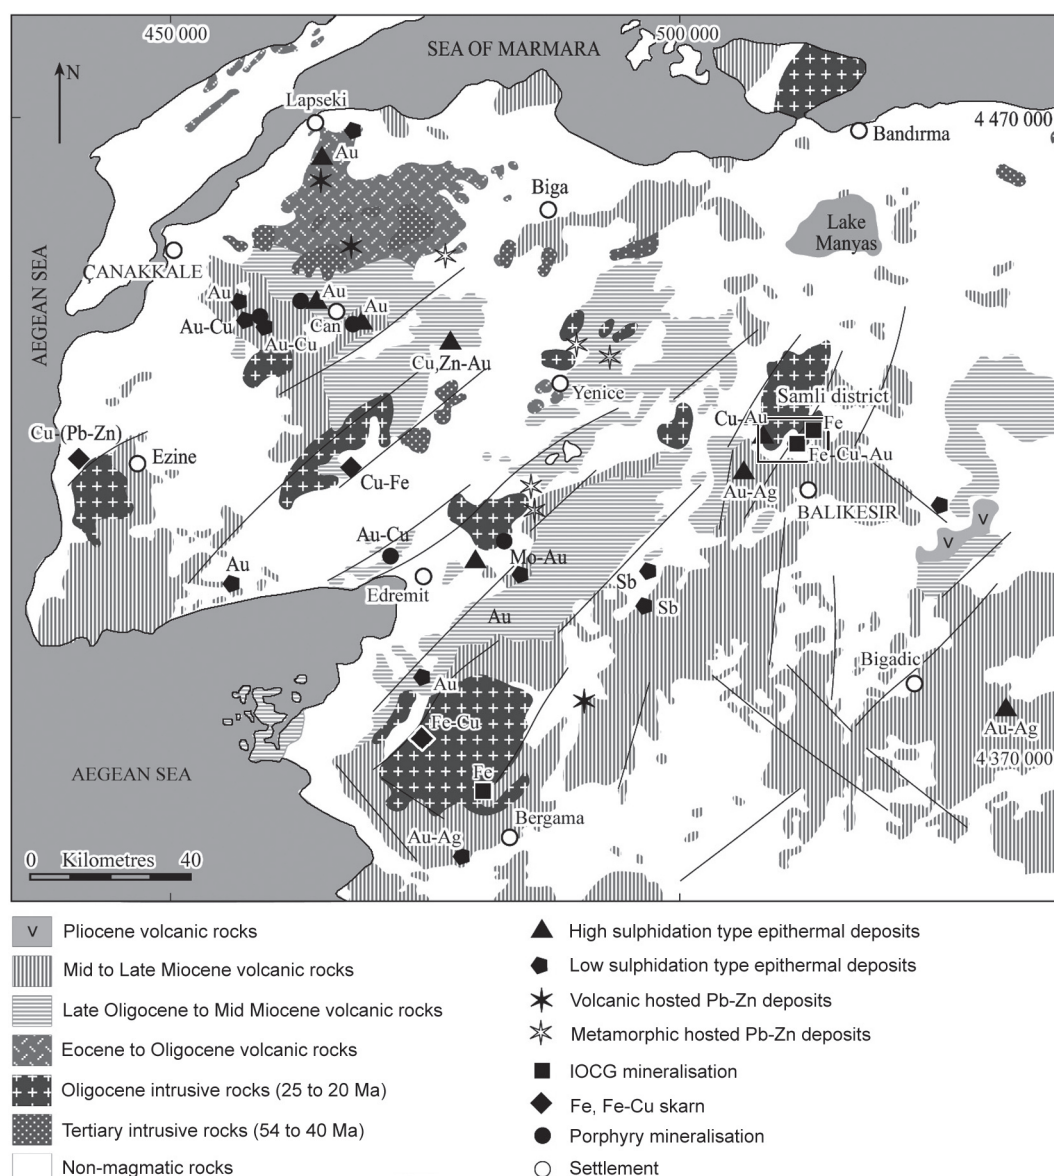 450 000
500 000
SEA OF MARMARA
N
Lapseki
4 470 000
Bandırma
Au
Biga
Lake
Manyas
ÇANAKKALE
AEGEAN SEA
Au
Au
Au
Can
Au-Cu
Au-Cu
Cu,Zn-Au
Yenice
Samli district
Cu-Au
Fe
Fe-Cu-Au
Cu-(Pb-Zn)
Ezine
Cu-Fe
Au-Ag
BALIKESIR
Au-Cu
Mo-Au
Au
Edremit
Sb
Sb
Au
Bigadic
Au
Fe-Cu
Au-Ag
4 370 000
AEGEAN SEA
Fe
Bergama
Au-Ag
0 Kilometres 40
V
V
V Pliocene volcanic rocks
Mid to Late Miocene volcanic rocks
Late Oligocene to Mid Miocene volcanic rocks
Eocene to Oligocene volcanic rocks
Oligocene intrusive rocks (25 to 20 Ma)
Tertiary intrusive rocks (54 to 40 Ma)
Non-magmatic rocks
High sulphidation type epithermal deposits
Low sulphidation type epithermal deposits
Volcanic hosted Pb-Zn deposits
Metamorphic hosted Pb-Zn deposits
IOCG mineralisation
Fe, Fe-Cu skarn
Porphyry mineralisation
Settlement